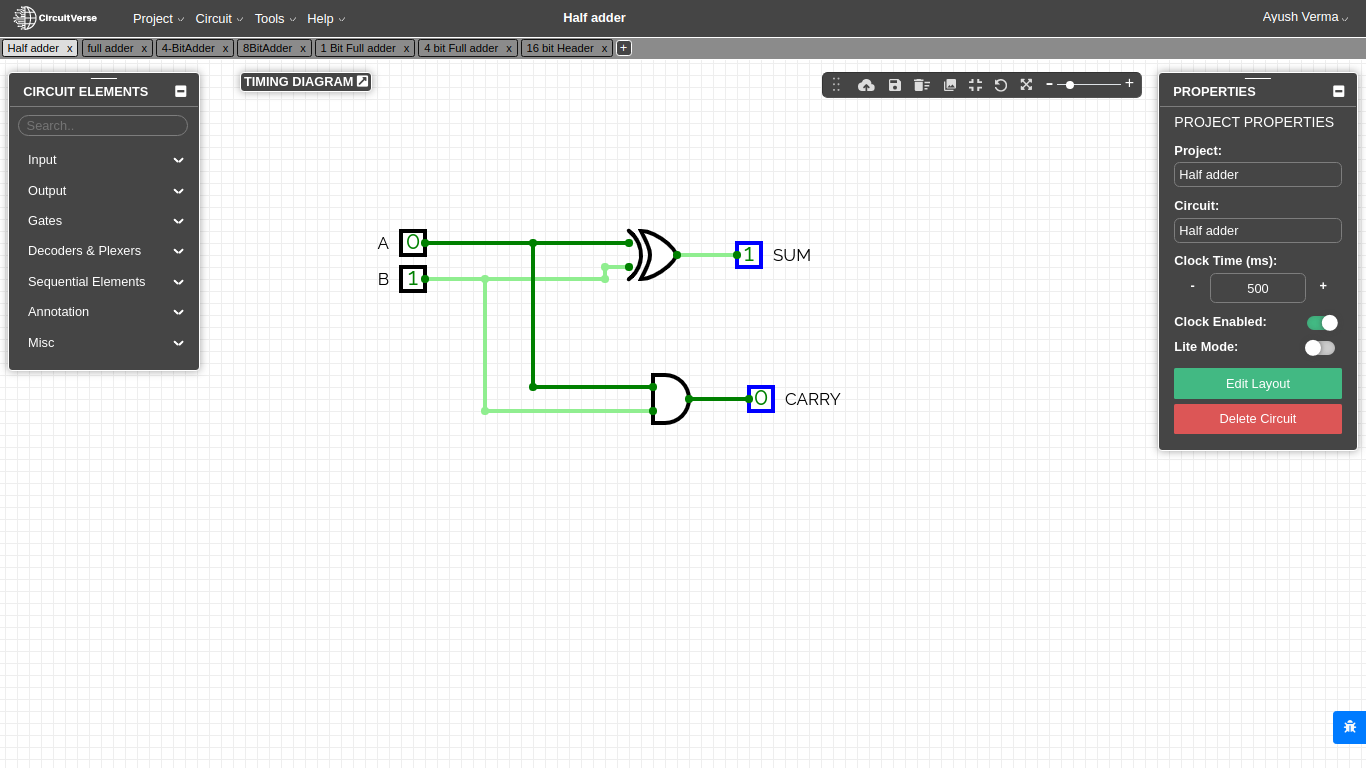 CircuitVerse Project Circuit Tools Help Half adder Ayush Verma
Half adder x full adder x 4-BitAdder x 8BitAdder x 1 Bit Full adder x 4 bit Full adder x 16 bit Header x +
CIRCUIT ELEMENTS
Search..
Input
Output
Gates
Decoders & Plexers
Sequential Elements
Annotation
Misc
TIMING DIAGRAM
- +
A 0
B 1
1 SUM
0 CARRY
PROPERTIES
PROJECT PROPERTIES
Project:
Half adder
Circuit:
Half adder
Clock Time (ms):
- 500 +
Clock Enabled:
Lite Mode:
Edit Layout
Delete Circuit